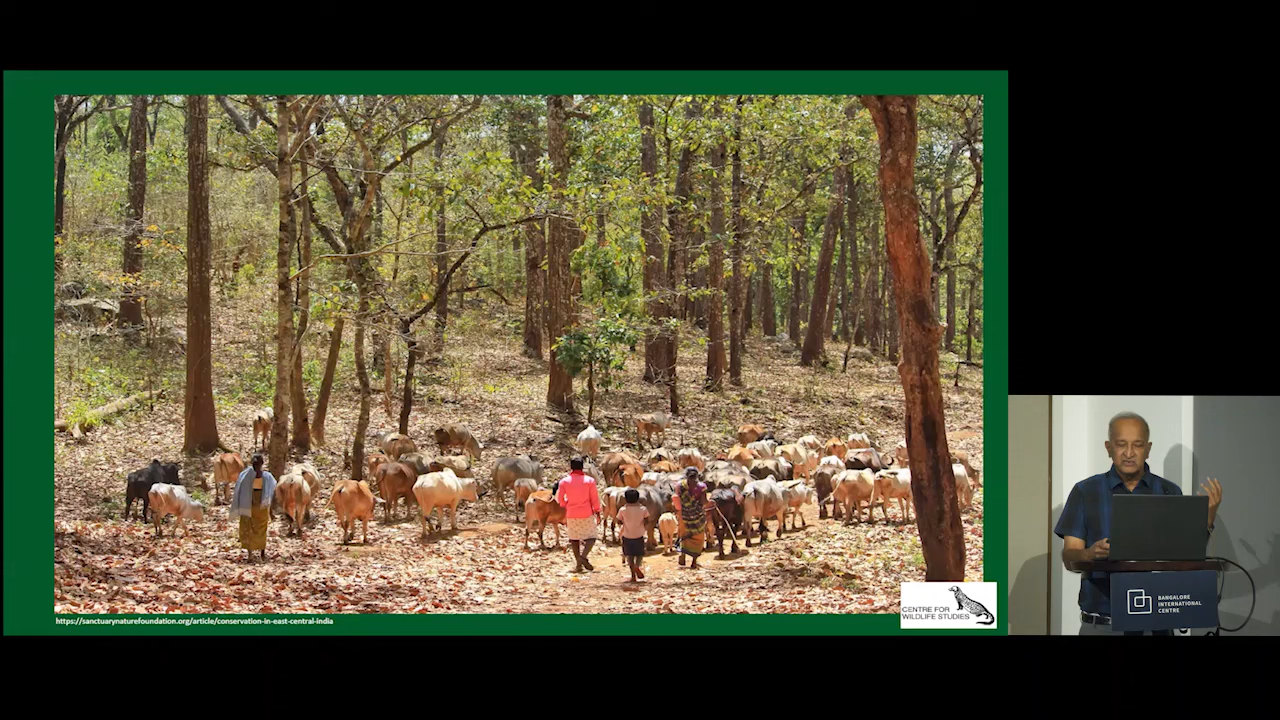 https://sanctuarynaturefoundation.org/article/conservation-in-east-central-india
CENTRE FOR
WILDLIFE STUDIES
BANGALORE
INTERNATIONAL
CENTRE